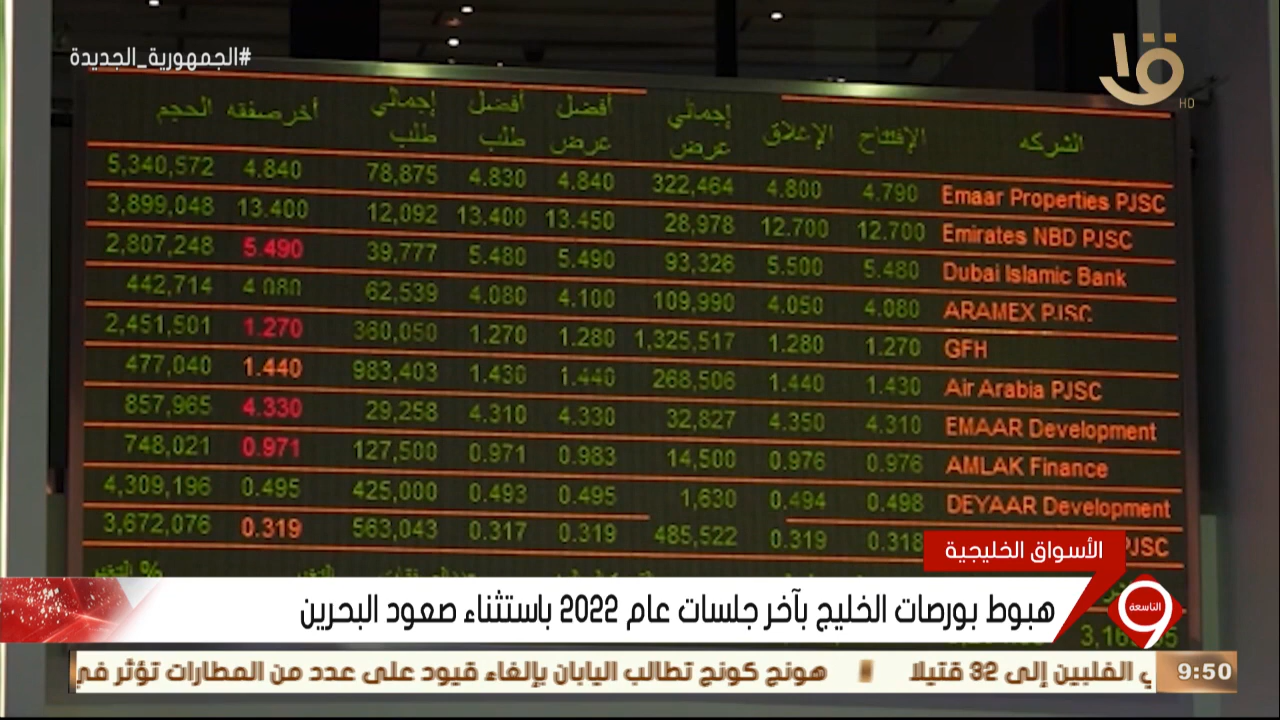 #الجمهورية_الجديدة
HD
الشركه الإفتتاح الإغلاق إجمالي عرض أفضل عرض أفضل طلب إجمالي طلب أخرصفقه الحجم
Emaar Properties PJSC 4.790 4.800 322,464 4.840 4.830 78,875 4.840 5,340,572
Emirates NBD PJSC 12.700 12.700 28,978 13.450 13.400 12,092 13.400 3,899,048
Dubai Islamic Bank 5.480 5.500 93,326 5.490 5.480 39,777 5.490 2,807,248
ARAMEX PJSC 4.080 4.050 109,990 4.100 4.080 62,539 4.080 442,714
GFH 1.270 1.280 1,325,517 1.280 1.270 360,050 1.270 2,451,501
Air Arabia PJSC 1.430 1.440 268,506 1.440 1.430 983,403 1.440 477,040
EMAAR Development 4.310 4.350 32,827 4.330 4.310 29,258 4.330 857,965
AMLAK Finance 0.976 0.976 14,500 0.983 0.971 127,500 0.971 748,021
DEYAAR Development 0.498 0.494 1,630 0.495 0.493 425,000 0.495 4,309,196
PJSC 0.318 0.319 485,522 0.319 0.317 563,043 0.319 3,672,076
الأسواق الخليجية
التاسعة
هبوط بورصات الخليج بآخر جلسات عام 2022 باستثناء صعود البحرين
9:50
ي الفلبين إلى 32 قتيلا هونج كونج تطالب اليابان بإلغاء قيود على عدد من المطارات تؤثر في